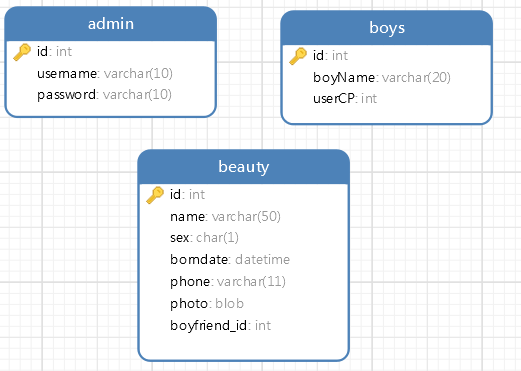 admin
id: int
username: varchar(10)
password: varchar(10)
boys
id: int
boyName: varchar(20)
userCP: int
beauty
id: int
name: varchar(50)
sex: char(1)
borndate: datetime
phone: varchar(11)
photo: blob
boyfriend_id: int